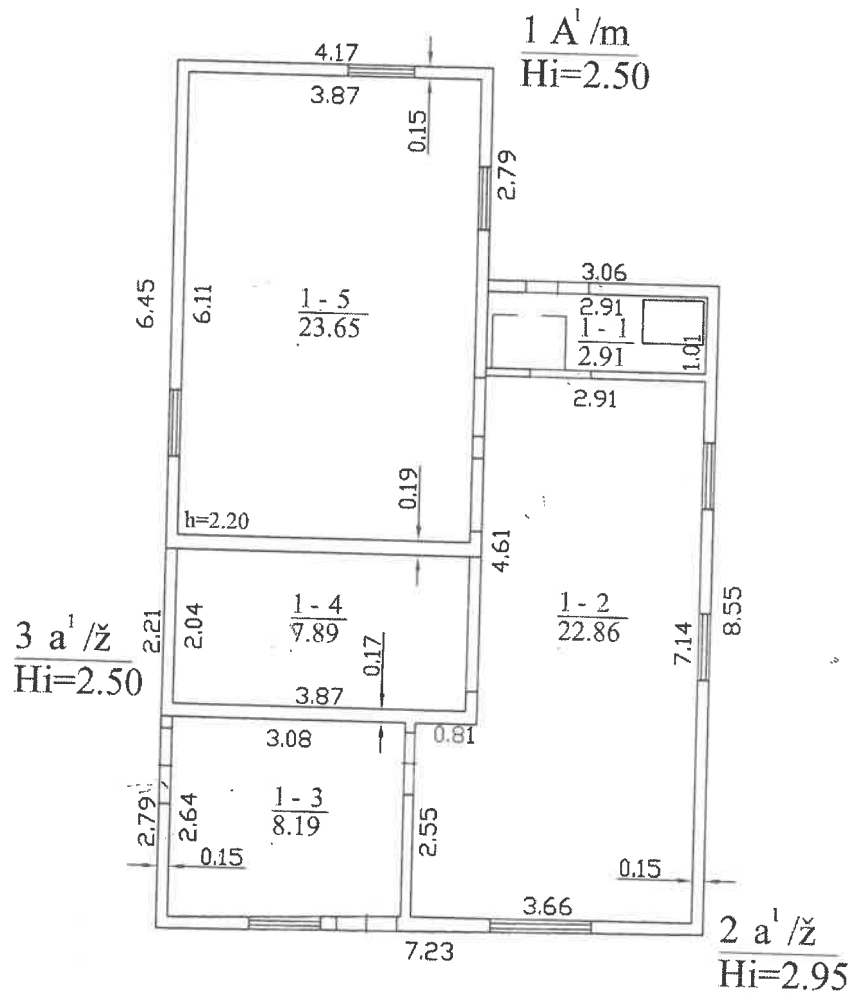 1 A¹/m
Hi=2.50
4.17
3.87
0.15
2.79
3.06
2.91
1 - 1
2.91
1.01
2.91
6.45
6.11
1 - 5
23.65
h=2.20
0.19
4.61
1 - 2
22.86
7.14
8.55
2.21
2.04
1 - 4
7.89
0.17
3.87
3 a¹/ž
Hi=2.50
3.08
0.81
1 - 3
8.19
2.79
2.64
2.55
0.15
0.15
3.66
7.23
2 a¹/ž
Hi=2.95